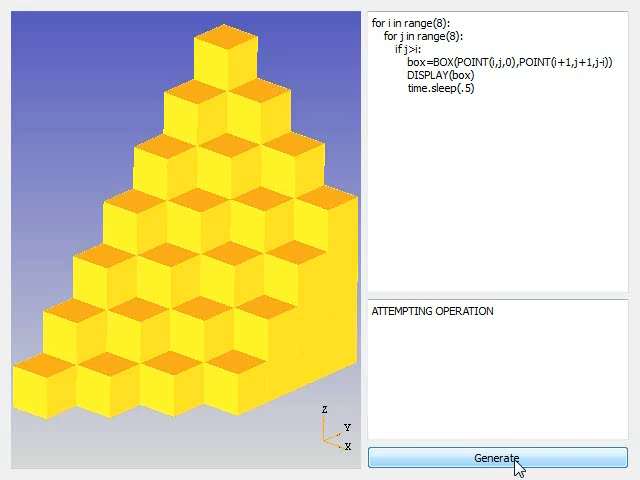 for i in range(8):
for j in range(8):
if j>i:
box=BOX(POINT(i,j,0),POINT(i+1,j+1,j-i))
DISPLAY(box)
time.sleep(.5)
ATTEMPTING OPERATION
Z
Y
X
Generate